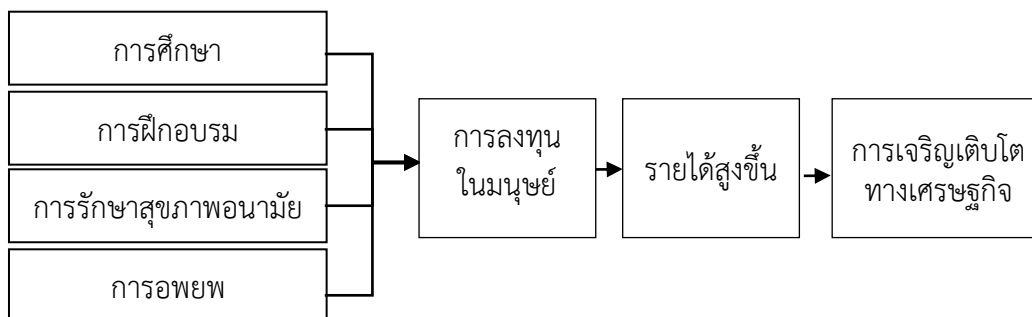 การศึกษา
การฝึกอบรม
การรักษาสุขภาพอนามัย
การอพยพ
การลงทุน
ในมนุษย์
รายได้สูงขึ้น
การเจริญเติบโต
ทางเศรษฐกิจ